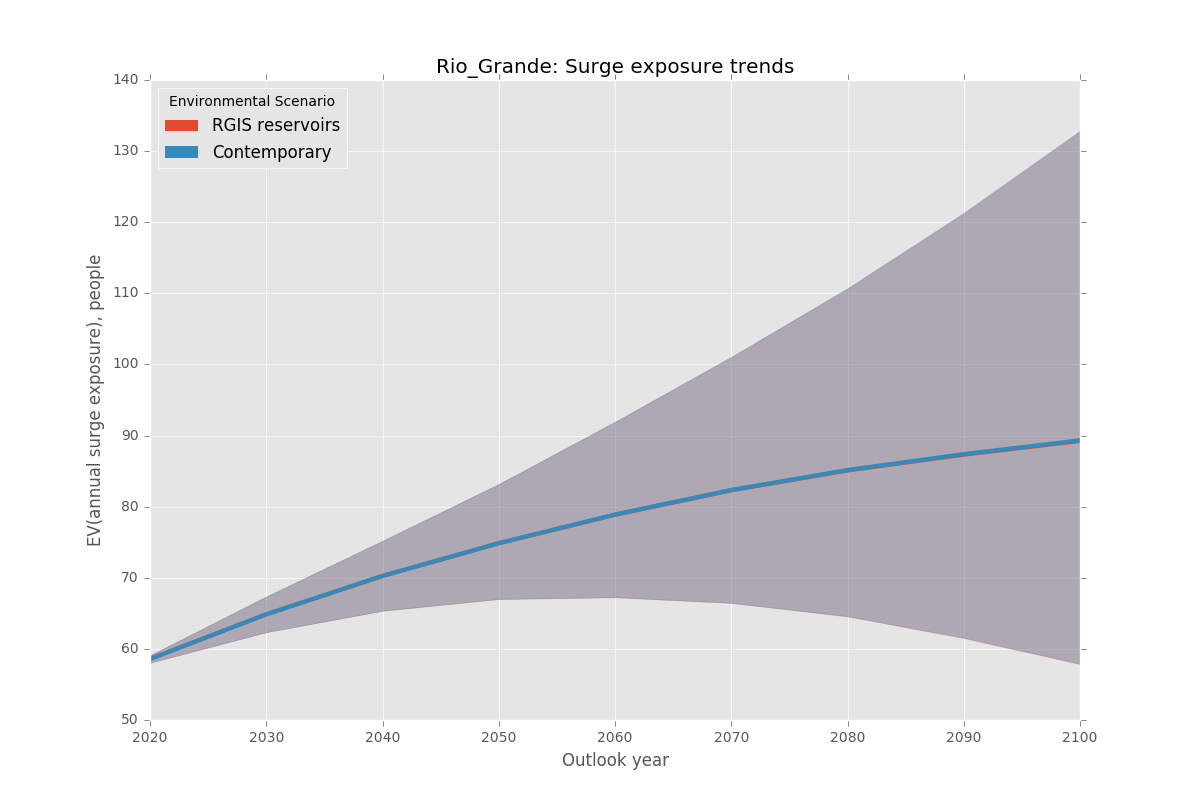 Rio_Grande: Surge exposure trends
Environmental Scenario
RGIS reservoirs
Contemporary
EV(annual surge exposure), people
140
130
120
110
100
90
80
70
60
50
2020 2030 2040 2050 2060 2070 2080 2090 2100
Outlook year